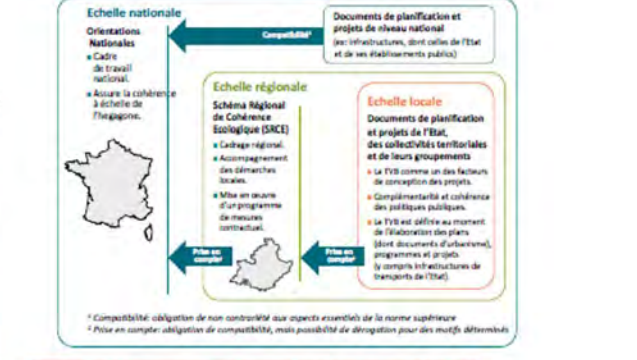 Echelle nationale
Orientations
Nationales
Cadre
de travail
national.
Assure la cohérence
à échelle de
l'hegagone.
Compatibilité¹
Documents de planification et
projets de niveau national
(ex: infrastructures, dont celles de l'Etat
et de ses établissements publics)
Echelle régionale
Schéma Régional
de Cohérence
Ecologique (SRCE)
Cadrage régional.
Accompagnement
des démarches
locales.
Mise en œuvre
d'un programme
de mesures
contractuel.
Prise en
compte²
Echelle locale
Documents de planification
et projets de l'Etat,
des collectivités territoriales
et de leurs groupements
La TVB comme un des facteurs
de conception des projets.
Complémentarité et cohérence
des politiques publiques.
La TVB est définie au moment
de l'élaboration des plans
(dont documents d'urbanisme),
programmes et projets
(y compris infrastructures de
transports de l'Etat).
Prise en
compte²
¹ Compatibilité: obligation de non contrariété aux aspects essentiels de la norme supérieure
² Prise en compte: obligation de compatibilité, mais possibilité de dérogation pour des motifs déterminés